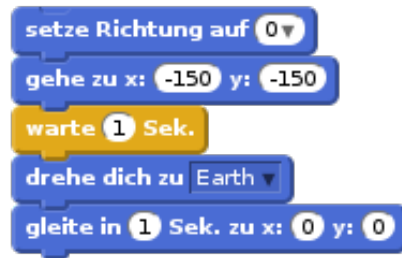 setze Richtung auf 0
gehe zu x: -150 y: -150
warte 1 Sek.
drehe dich zu Earth
gleite in 1 Sek. zu x: 0 y: 0